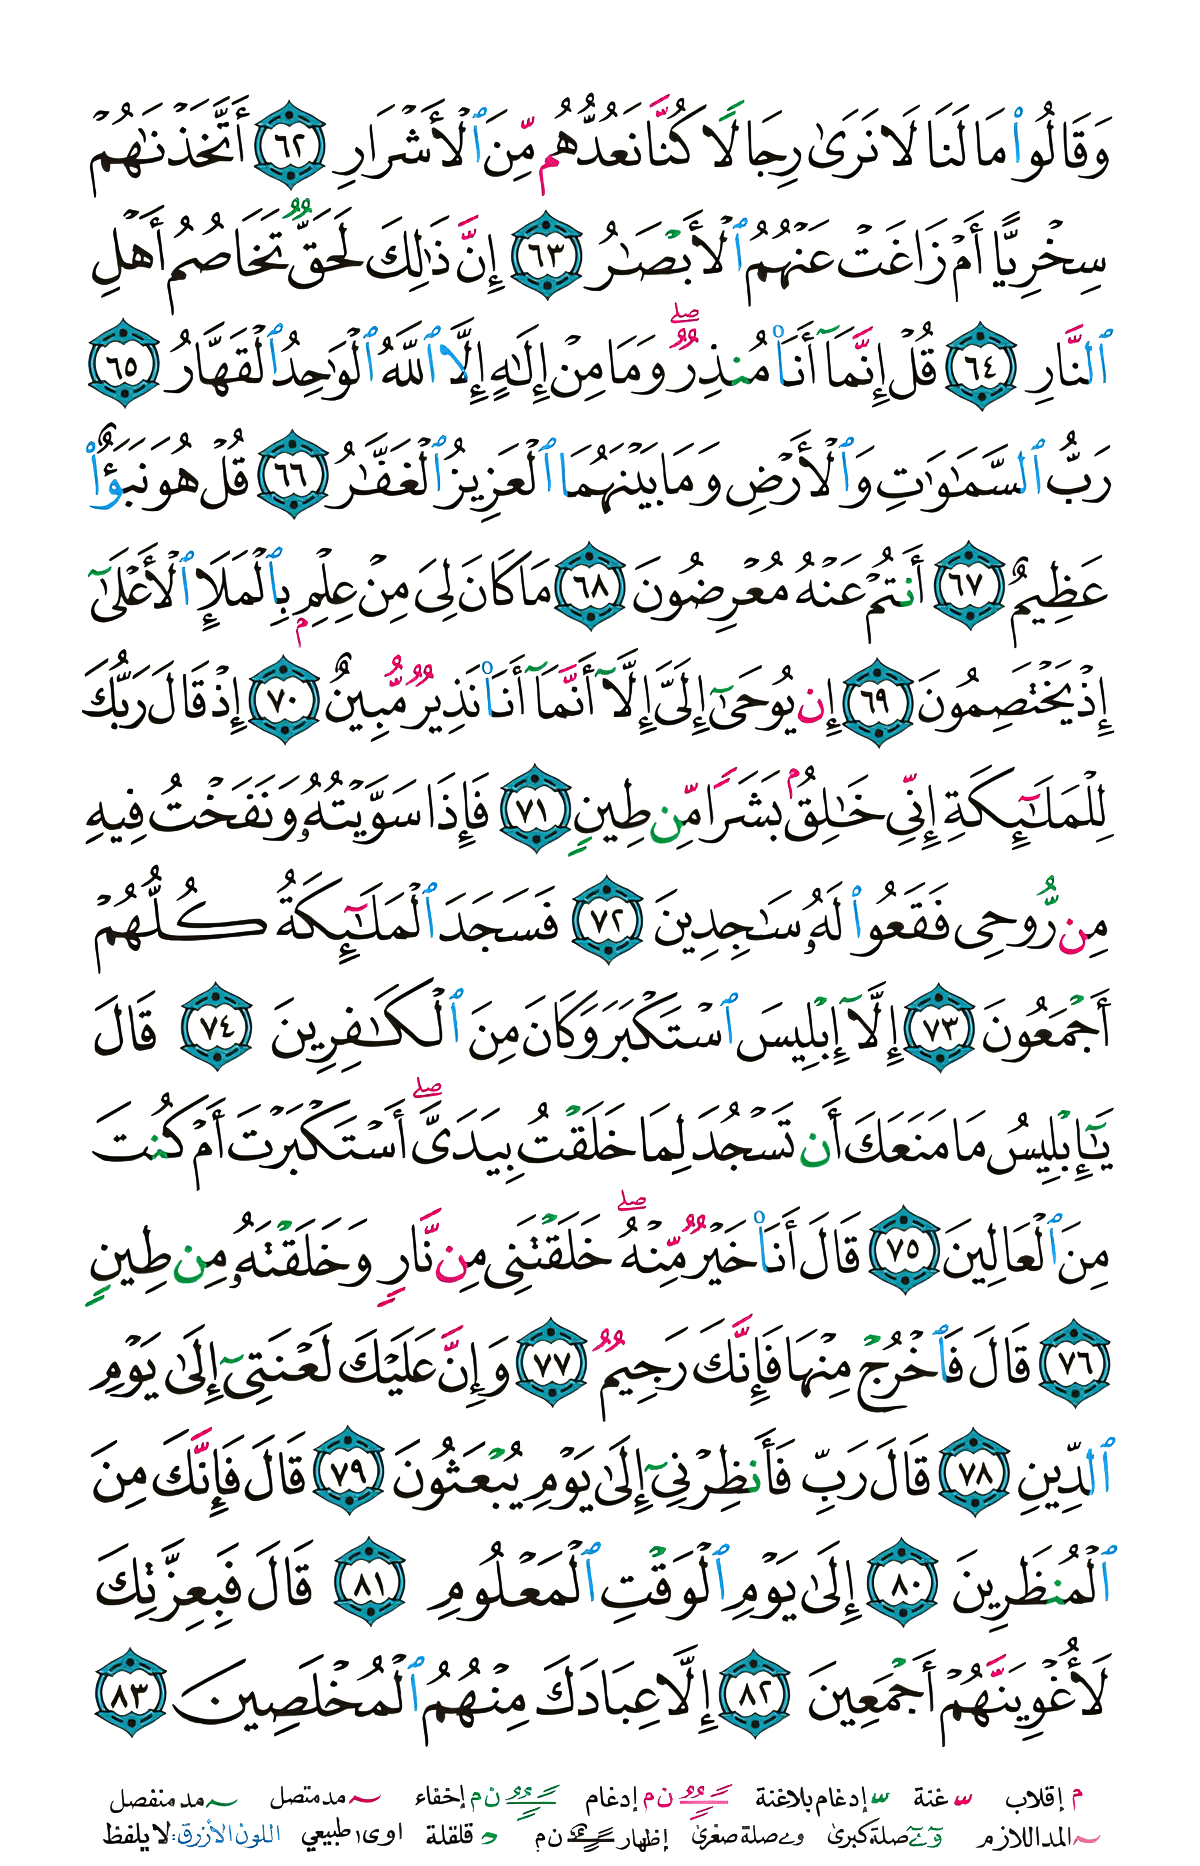 وَقَالُوا۟ مَا لَنَا لَا نَرَىٰ رِجَالًا كُنَّا نَعُدُّهُم مِّنَ ٱلْأَشْرَارِ ٦٢ أَتَّخَذْنَـٰهُمْ
سِخْرِيًّا أَمْ زَاغَتْ عَنْهُمُ ٱلْأَبْصَـٰرُ ٦٣ إِنَّ ذَٰلِكَ لَحَقٌّ تَخَاصُمُ أَهْلِ
ٱلنَّارِ ٦٤ قُلْ إِنَّمَآ أَنَا۠ مُنذِرٌ ۖ وَمَا مِنْ إِلَـٰهٍ إِلَّا ٱللَّهُ ٱلْوَٰحِدُ ٱلْقَهَّارُ ٦٥
رَبُّ ٱلسَّمَـٰوَٰتِ وَٱلْأَرْضِ وَمَا بَيْنَهُمَا ٱلْعَزِيزُ ٱلْغَفَّـٰرُ ٦٦ قُلْ هُوَ نَبَؤٌا۟
عَظِيمٌ ٦٧ أَنتُمْ عَنْهُ مُعْرِضُونَ ٦٨ مَا كَانَ لِىَ مِنْ عِلْمٍۭ بِٱلْمَلَإِ ٱلْأَعْلَىٰٓ
إِذْ يَخْتَصِمُونَ ٦٩ إِن يُوحَىٰٓ إِلَىَّ إِلَّآ أَنَّمَآ أَنَا۠ نَذِيرٌ مُّبِينٌ ٧٠ إِذْ قَالَ رَبُّكَ
لِلْمَلَـٰٓئِكَةِ إِنِّى خَـٰلِقٌۢ بَشَرًا مِّن طِينٍ ٧١ فَإِذَا سَوَّيْتُهُۥ وَنَفَخْتُ فِيهِ
مِن رُّوحِى فَقَعُوا۟ لَهُۥ سَـٰجِدِينَ ٧٢ فَسَجَدَ ٱلْمَلَـٰٓئِكَةُ كُلُّهُمْ
أَجْمَعُونَ ٧٣ إِلَّآ إِبْلِيسَ ٱسْتَكْبَرَ وَكَانَ مِنَ ٱلْكَـٰفِرِينَ ٧٤ قَالَ
يَـٰٓإِبْلِيسُ مَا مَنَعَكَ أَن تَسْجُدَ لِمَا خَلَقْتُ بِيَدَىَّ ۖ أَسْتَكْبَرْتَ أَمْ كُنتَ
مِنَ ٱلْعَالِينَ ٧٥ قَالَ أَنَا۠ خَيْرٌ مِّنْهُ ۖ خَلَقْتَنِى مِن نَّارٍ وَخَلَقْتَهُۥ مِن طِينٍ
٧٦ قَالَ فَٱخْرُجْ مِنْهَا فَإِنَّكَ رَجِيمٌ ٧٧ وَإِنَّ عَلَيْكَ لَعْنَتِىٓ إِلَىٰ يَوْمِ
ٱلدِّينِ ٧٨ قَالَ رَبِّ فَأَنظِرْنِىٓ إِلَىٰ يَوْمِ يُبْعَثُونَ ٧٩ قَالَ فَإِنَّكَ مِنَ
ٱلْمُنظَرِينَ ٨٠ إِلَىٰ يَوْمِ ٱلْوَقْتِ ٱلْمَعْلُومِ ٨١ قَالَ فَبِعِزَّتِكَ
لَأُغْوِيَنَّهُمْ أَجْمَعِينَ ٨٢ إِلَّا عِبَادَكَ مِنْهُمُ ٱلْمُخْلَصِينَ ٨٣
م إقلاب غنة إدغام بلاغنة ن م إدغام ن م إخفاء مد متصل مد منفصل
المد اللازم صلة كبرى صلة صغرى إظهار ن م قلقلة اوى ا طبيعي اللون الأزرق: لا يلفظ